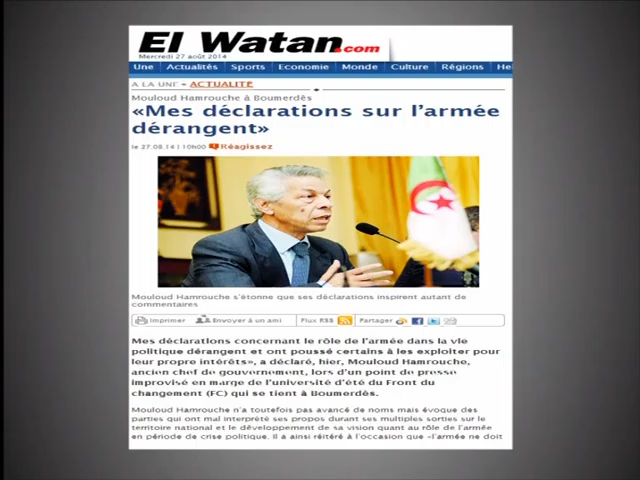 El Watan.com
Mercredi 27 août 2014
Une Actualités Sports Economie Monde Culture Régions He
A LA UNE ACTUALITÉ
Mouloud Hamrouche à Boumerdès
«Mes déclarations sur l'armée
dérangent»
le 27.08.14 | 10h00 Réagissez
Mouloud Hamrouche s'étonne que ses déclarations inspirent autant de
commentaires
Imprimer Envoyer à un ami Flux RSS Partager
Mes déclarations concernant le rôle de l'armée dans la vie
politique dérangent et ont poussé certains à les exploiter pour
leur propre intérêts», a déclaré, hier, Mouloud Hamrouche,
ancien chef de gouvernement, lors d'un point de presse
improvisé en marge de l'université d'été du Front du
changement (FC) qui se tient à Boumerdès.
Mouloud Hamrouche n'a toutefois pas avancé de noms mais évoque des
parties qui ont mal interprété ses propos durant ses multiples sorties sur le
territoire national et le développement de sa vision quant au rôle de l'armée
en période de crise politique. Il a ainsi réitéré à l'occasion que «l'armée ne doit